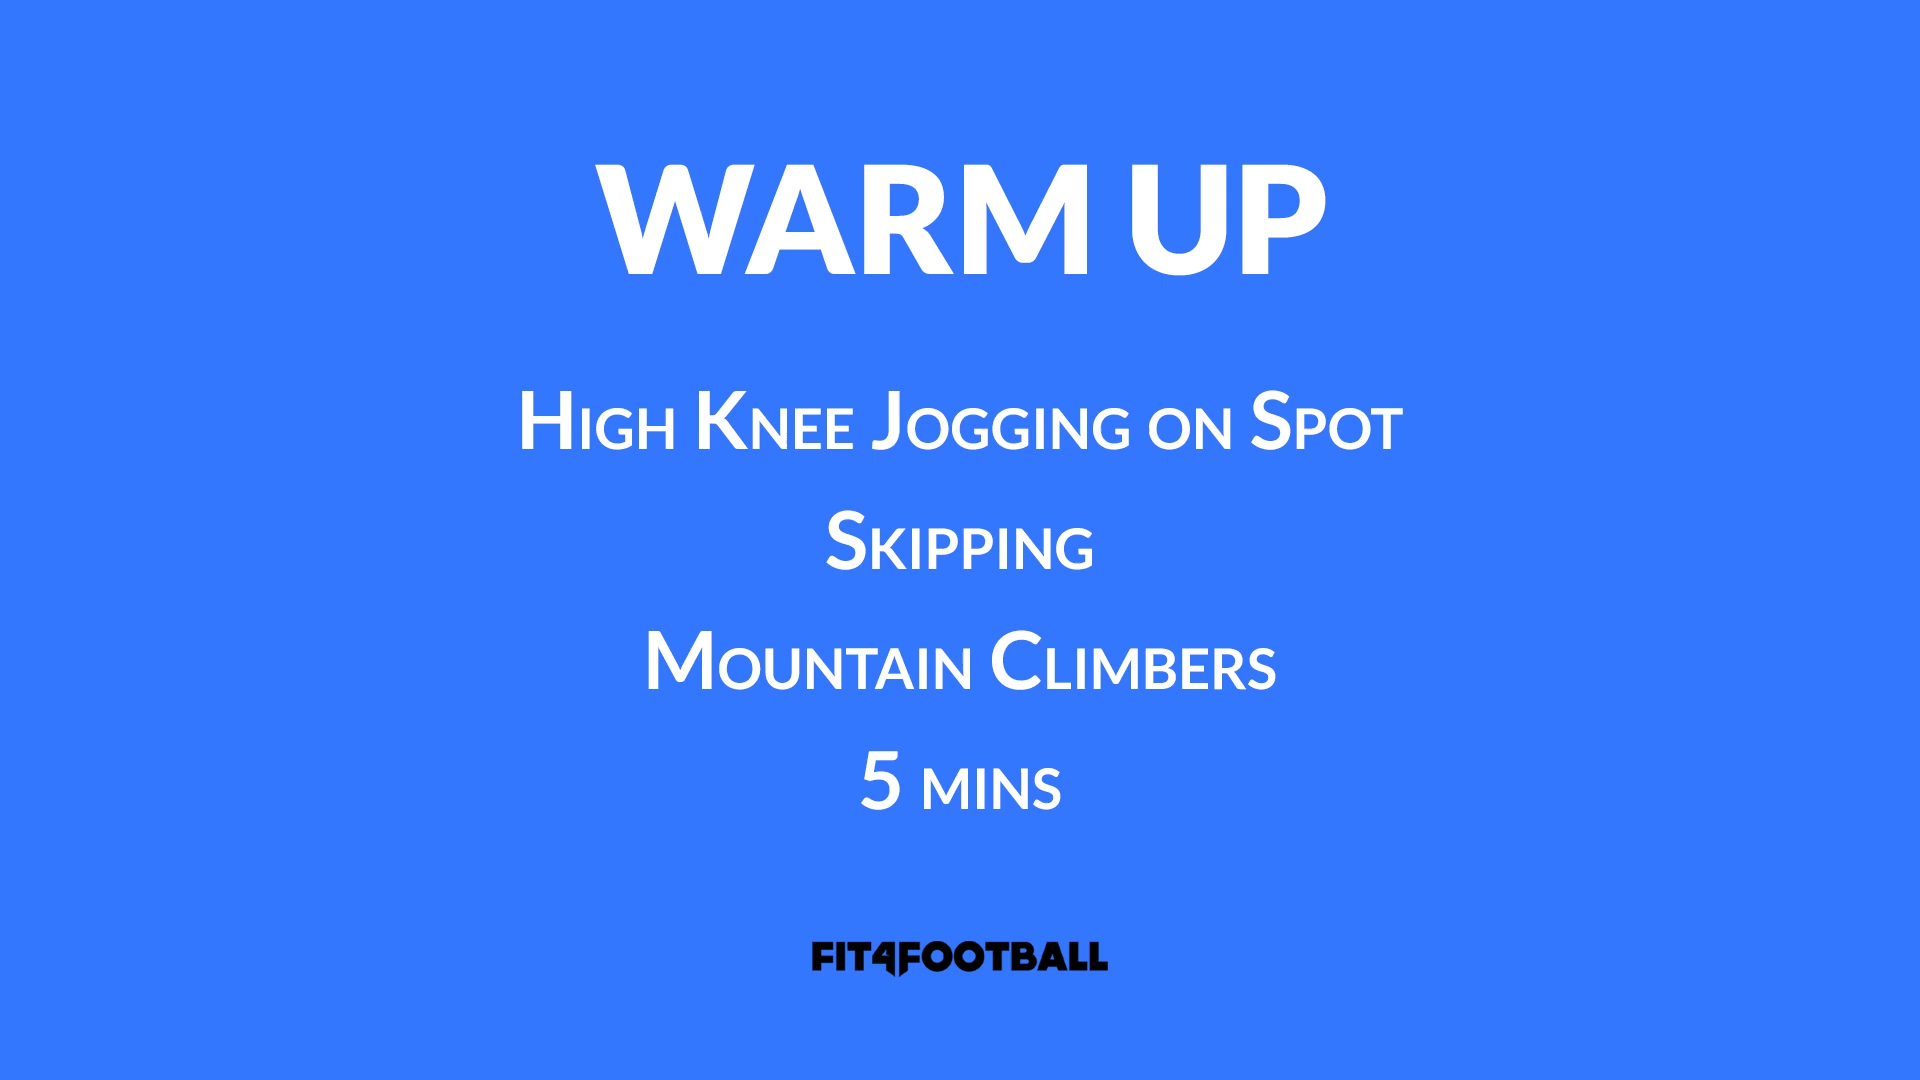 WARM UP
High Knee Jogging on Spot
Skipping
Mountain Climbers
5 mins
FIT4FOOTBALL